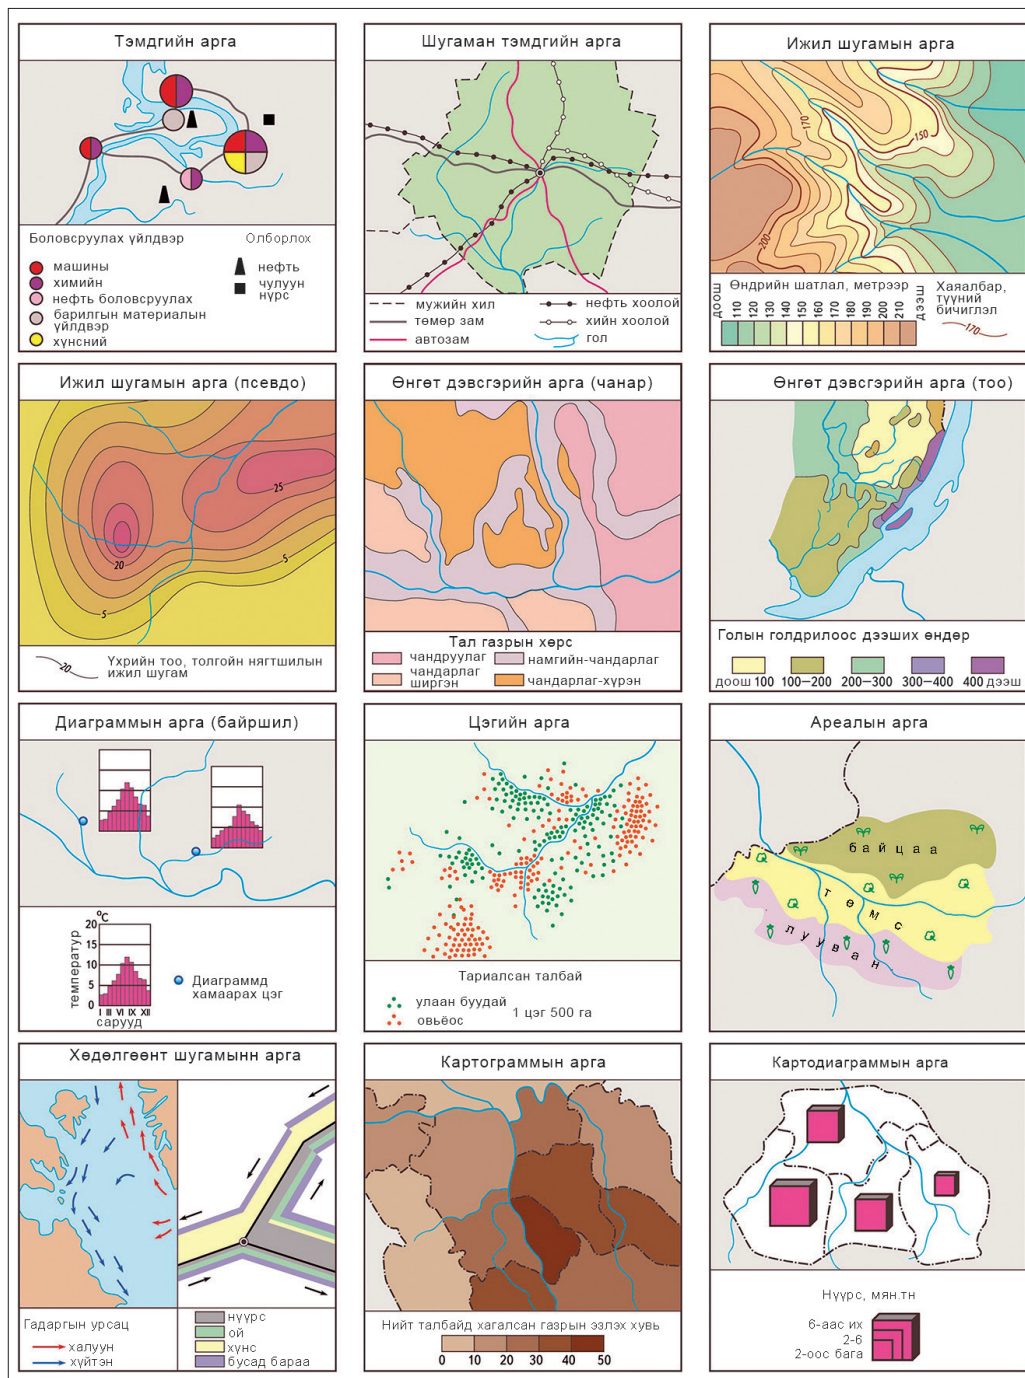 Тэмдгийн арга
Боловсруулах үйлдвэр
Олборлох
машины
химийн
нефть боловсруулах
барилгын материалын
үйлдвэр
хүнсний
нефть
чулуун
нүрс
Шугаман тэмдгийн арга
мужийн хил
төмөр зам
автозам
нефть хоолой
хийн хоолой
гол
Ижил шугамын арга
170
150
200
Өндрийн шатлал, метрээр
доош
110
120
130
140
150
160
170
180
190
200
210
дээш
Хаяалбар,
түүний
бичиглэл
170
Ижил шугамын арга (псевдо)
25
20
5
5
20
Үхрийн тоо, толгойн нягтшилын
ижил шугам
Өнгөт дэвсгэрийн арга (чанар)
Тал газрын хөрс
чандруулаг
чандарлаг
ширгэн
намгийн-чандарлаг
чандарлаг-хүрэн
Өнгөт дэвсгэрийн арга (тоо)
Голын голдрилоос дээших өндөр
доош 100
100–200
200–300
300–400
400 дээш
Диаграммын арга (байршил)
°C
20
15
10
5
0
температур
I III VI IX XII
сарууд
Диаграммд
хамаарах цэг
Цэгийн арга
Тариалсан талбай
улаан буудай
овьёос
1 цэг 500 га
Ареалын арга
байцаа
төмс
лууван
Хөдөлгөөнт шугамынн арга
Гадаргын урсац
халуун
хүйтэн
нүүрс
ой
хүнс
бусад бараа
Картограммын арга
Нийт талбайд хагалсан газрын эзлэх хувь
0 10 20 30 40 50
Картодиаграммын арга
Нүүрс, мян.тн
6-аас их
2-6
2-оос бага